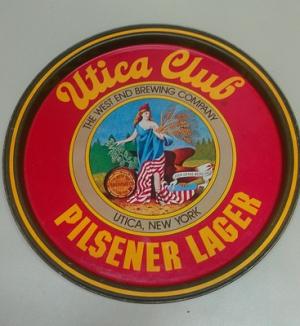 Utica Club
THE WEST END BREWING COMPANY
UTICA, NEW YORK
PILSENER LAGER